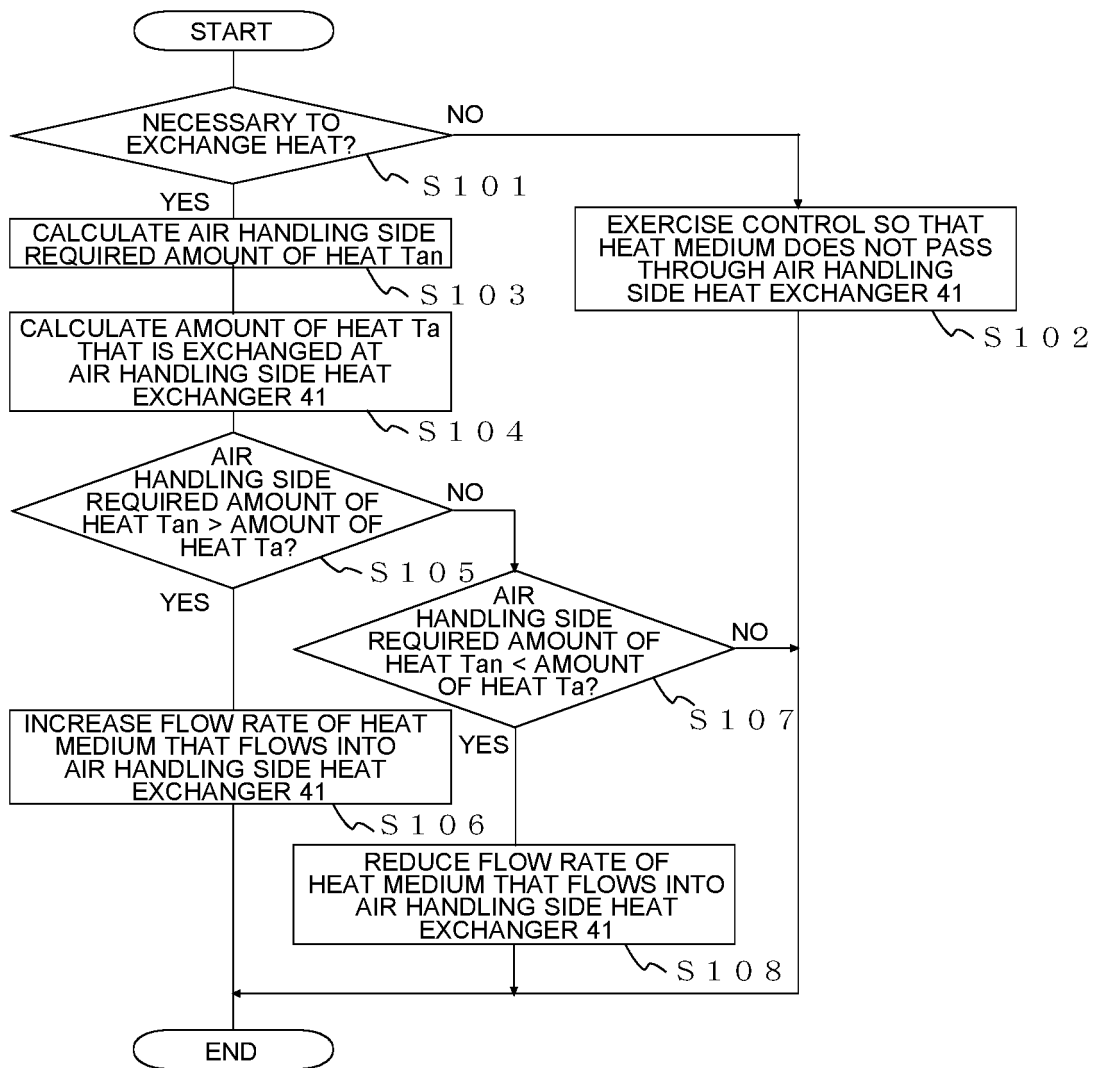 START
NECESSARY TO
EXCHANGE HEAT?
NO
S101
YES
CALCULATE AIR HANDLING SIDE
REQUIRED AMOUNT OF HEAT Tan
S103
EXERCISE CONTROL SO THAT
HEAT MEDIUM DOES NOT PASS
THROUGH AIR HANDLING
SIDE HEAT EXCHANGER 41
S102
CALCULATE AMOUNT OF HEAT Ta
THAT IS EXCHANGED AT
AIR HANDLING SIDE HEAT
EXCHANGER 41
S104
AIR
HANDLING SIDE
REQUIRED AMOUNT OF
HEAT Tan > AMOUNT OF
HEAT Ta?
NO
S105
YES
AIR
HANDLING SIDE
REQUIRED AMOUNT OF
HEAT Tan < AMOUNT
OF HEAT Ta?
NO
S107
YES
INCREASE FLOW RATE OF HEAT
MEDIUM THAT FLOWS INTO
AIR HANDLING SIDE HEAT
EXCHANGER 41
S106
REDUCE FLOW RATE OF
HEAT MEDIUM THAT FLOWS INTO
AIR HANDLING SIDE HEAT
EXCHANGER 41
S108
END